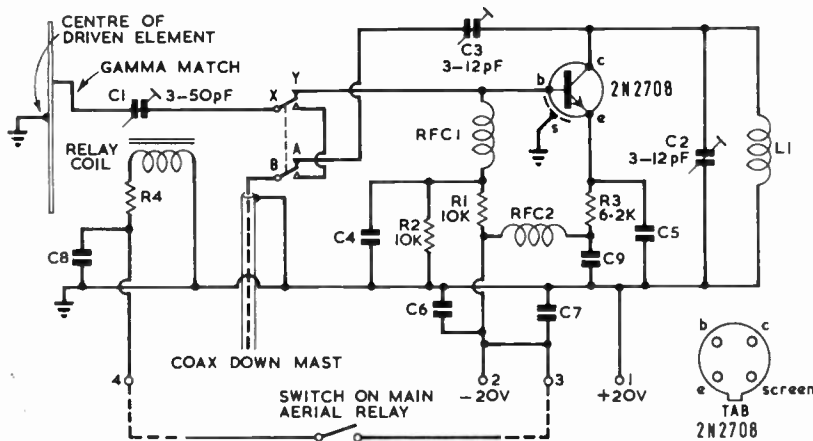 CENTRE OF
DRIVEN ELEMENT
GAMMA MATCH
C1
3-50pF
X
Y
C3
3-12pF
b
c
s
e
2N2708
C2
3-12pF
L1
RELAY
COIL
B
A
RFC1
R4
R1
10K
R2
10K
RFC2
R3
6·2K
C4
C5
C8
C9
C6
C7
COAX DOWN MAST
4
2
-20V
3
1
+20V
SWITCH ON MAIN
AERIAL RELAY
b
c
e
screen
TAB
2N2708